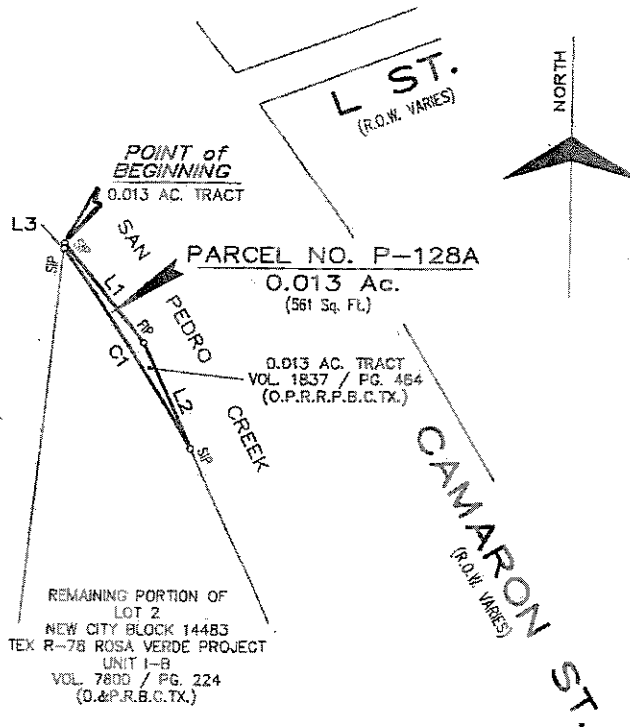 L ST.
(R.O.W. VARIES)
NORTH
POINT of
BEGINNING
0.013 AC. TRACT
L3
SIP
SIP
SAN
PEDRO
CREEK
PARCEL NO. P-128A
0.013 Ac.
(561 Sq. Ft.)
L1
FIP
C1
L2
SIP
0.013 AC. TRACT
VOL. 1837 / PG. 464
(O.P.R.R.P.B.C.TX.)
CAMARON ST.
(R.O.W. VARIES)
REMAINING PORTION OF
LOT 2
NEW CITY BLOCK 14483
TEX R-78 ROSA VERDE PROJECT
UNIT I-B
VOL. 7800 / PG. 224
(O.&P.R.B.C.TX.)